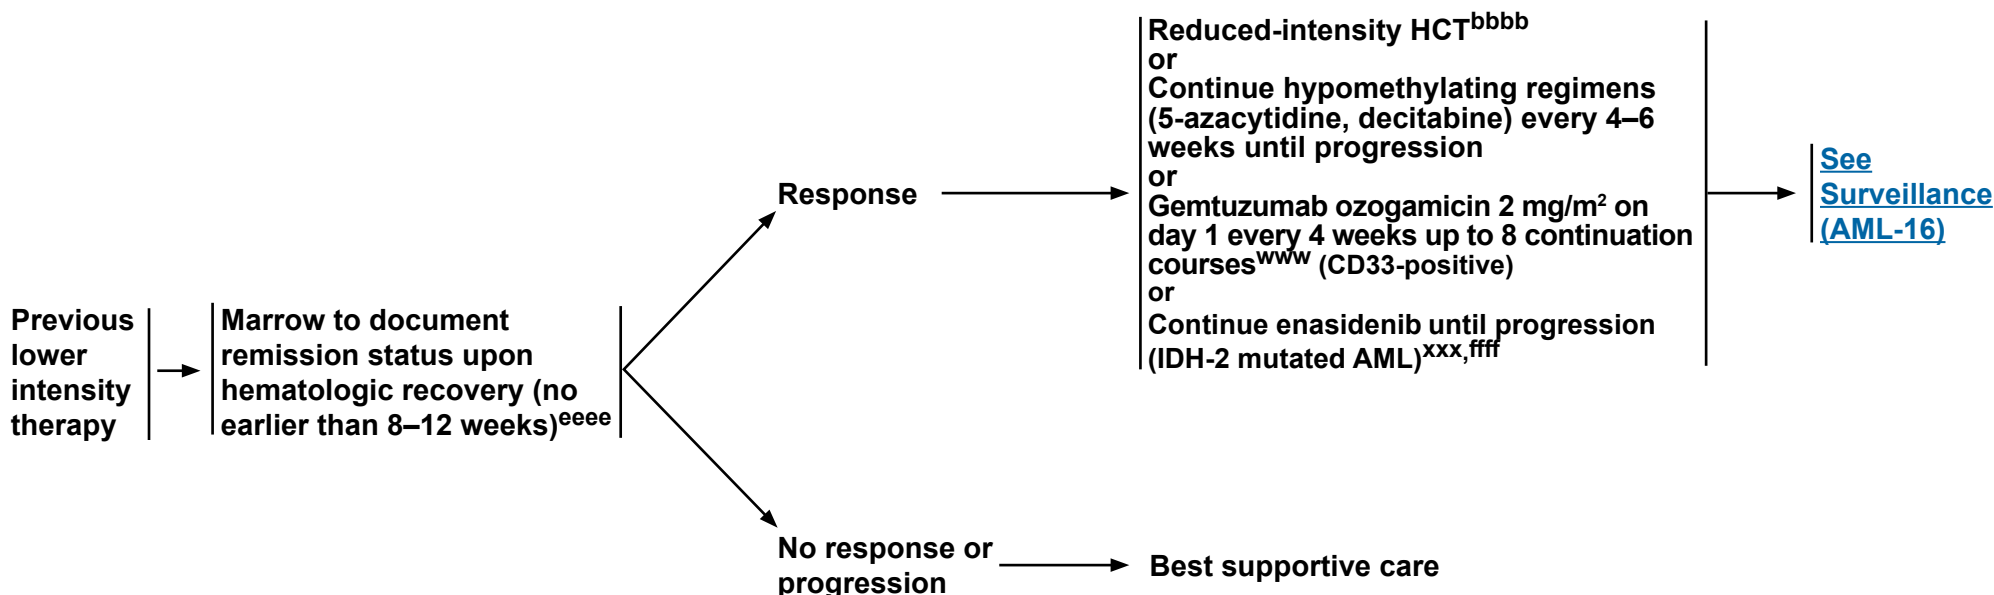 Previous
lower
intensity
therapy
Marrow to document
remission status upon
hematologic recovery (no
earlier than 8–12 weeks)eeee
Response
Reduced-intensity HCTbbbb
or
Continue hypomethylating regimens
(5-azacytidine, decitabine) every 4–6
weeks until progression
or
Gemtuzumab ozogamicin 2 mg/m² on
day 1 every 4 weeks up to 8 continuation
courseswww (CD33-positive)
or
Continue enasidenib until progression
(IDH-2 mutated AML)xxx,ffff
See
Surveillance
(AML-16)
No response or
progression
Best supportive care